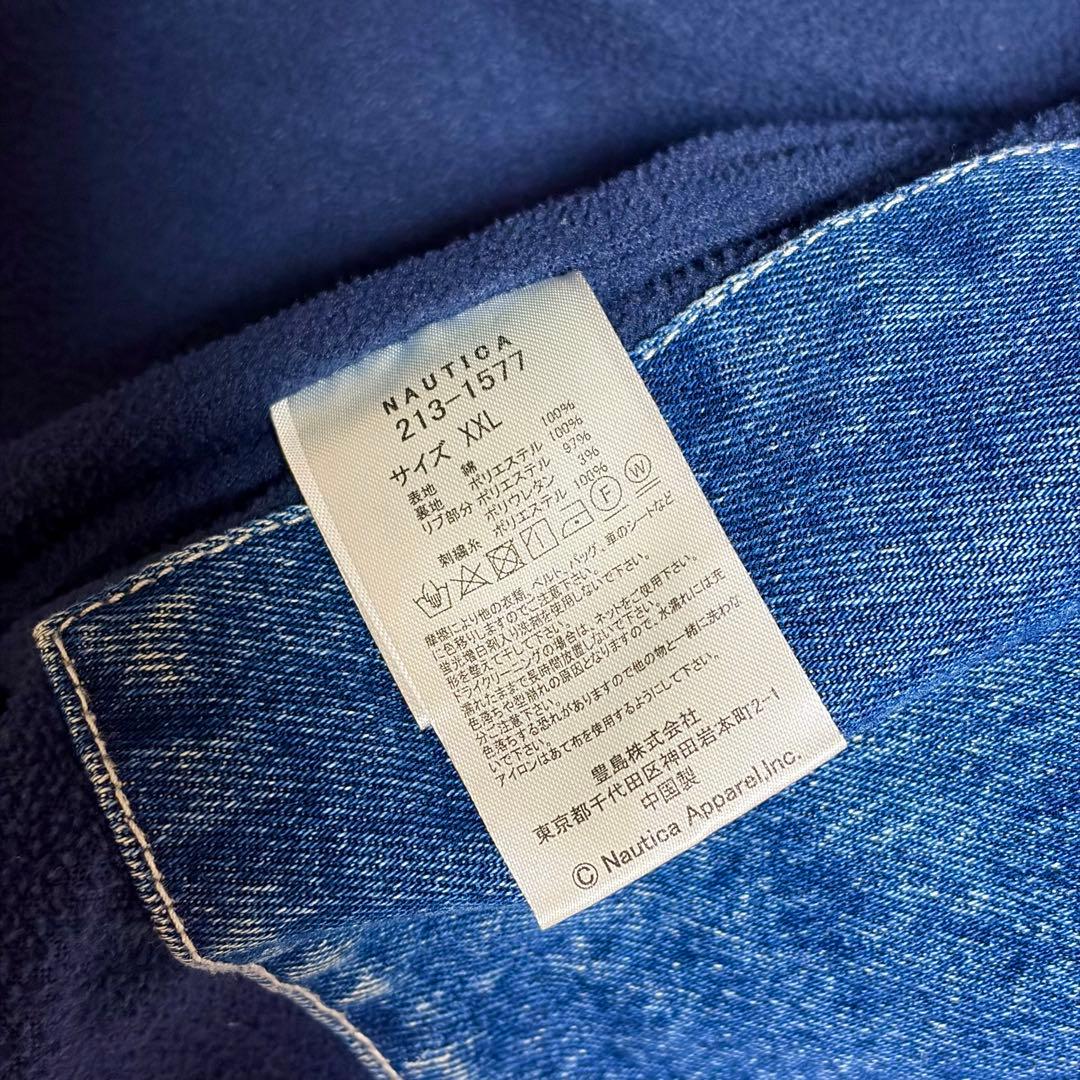 NAUTICA
213-1577
サイズ XXL
表地 綿 100%
裏地 ポリエステル 100%
リブ部分 ポリエステル 97%
ポリウレタン 3%
刺繍糸 ポリエステル 100%
F W
摩擦により他の衣類、ベルト、バッグ、車のシートなど
に色移りしますのでご注意下さい。
蛍光増白剤入り洗剤は使用しないで下さい。
形を整えて干して下さい。
ドライクリーニングの場合は、ネットをご使用下さい。
濡れたまま長時間放置しないで下さい。
色落ちや型崩れの原因となりますので、水濡れには充
分ご注意下さい。
色落ちする恐れがありますので他の物と一緒に洗わな
いで下さい。
アイロンはあて布を使用するようにして下さい。
豊島株式会社
東京都千代田区神田岩本町2-1
中国製
© Nautica Apparel,Inc.